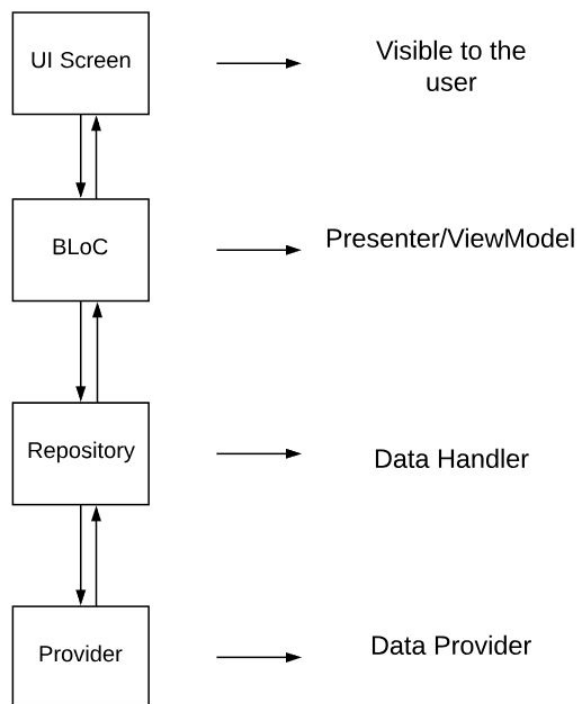 UI Screen
Visible to the
user
BLoC
Presenter/ViewModel
Repository
Data Handler
Provider
Data Provider